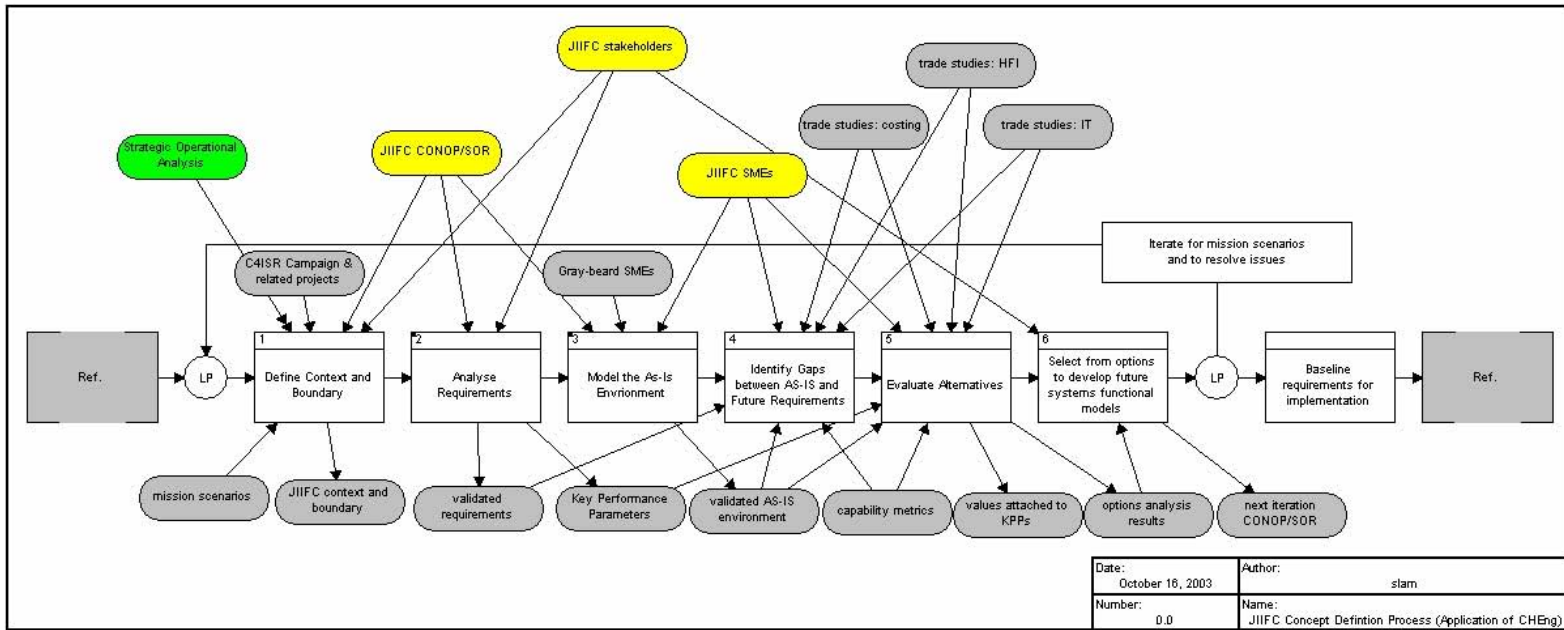 JIIFC stakeholders
trade studies: HFI
trade studies: costing
trade studies: IT
Strategic Operational
Analysis
JIIFC CONOP/SOR
JIIFC SMEs
C4ISR Campaign &
related projects
Gray-beard SMEs
Iterate for mission scenarios
and to resolve issues
Ref.
LP
1
Define Context and
Boundary
2
Analyse
Requirements
3
Model the As-Is
Envrionment
4
Identify Gaps
between AS-IS and
Future Requirements
5
Evaluate Alternatives
6
Select from options
to develop future
systems functional
models
LP
Baseline
requirements for
implementation
Ref.
mission scenarios
JIIFC context and
boundary
validated
requirements
Key Performance
Parameters
validated AS-IS
environment
capability metrics
values attached to
KPPs
options analysis
results
next iteration
CONOP/SOR
Date:
October 16, 2003
Author:
slam
Number:
0.0
Name:
JIIFC Concept Defintion Process (Application of CHEng)